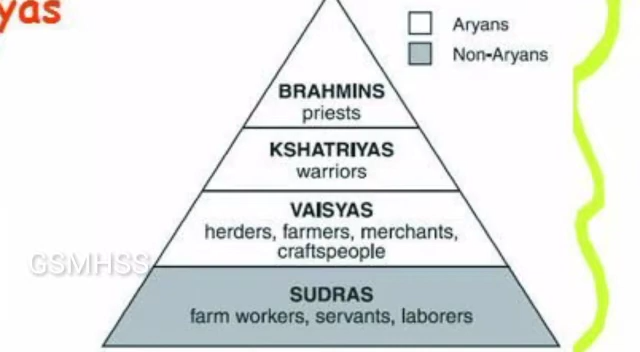 yas
Aryans
Non-Aryans
BRAHMINS
priests
KSHATRIYAS
warriors
VAISYAS
herders, farmers, merchants,
craftspeople
GSMHSS
SUDRAS
farm workers, servants, laborers